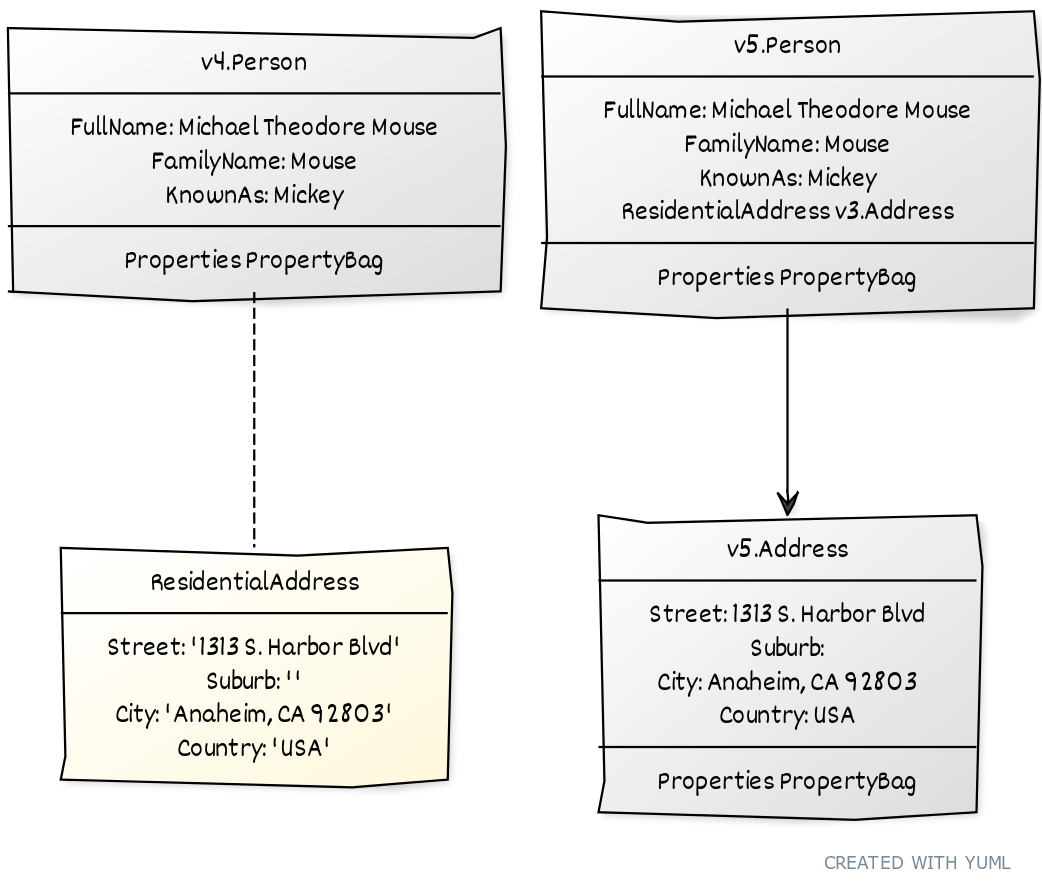 v4.Person
FullName: Michael Theodore Mouse
FamilyName: Mouse
KnownAs: Mickey
Properties PropertyBag
ResidentialAddress
Street: '1313 S. Harbor Blvd'
Suburb: ''
City: 'Anaheim, CA 92803'
Country: 'USA'
v5.Person
FullName: Michael Theodore Mouse
FamilyName: Mouse
KnownAs: Mickey
ResidentialAddress v3.Address
Properties PropertyBag
v5.Address
Street: 1313 S. Harbor Blvd
Suburb:
City: Anaheim, CA 92803
Country: USA
Properties PropertyBag
CREATED WITH YUML